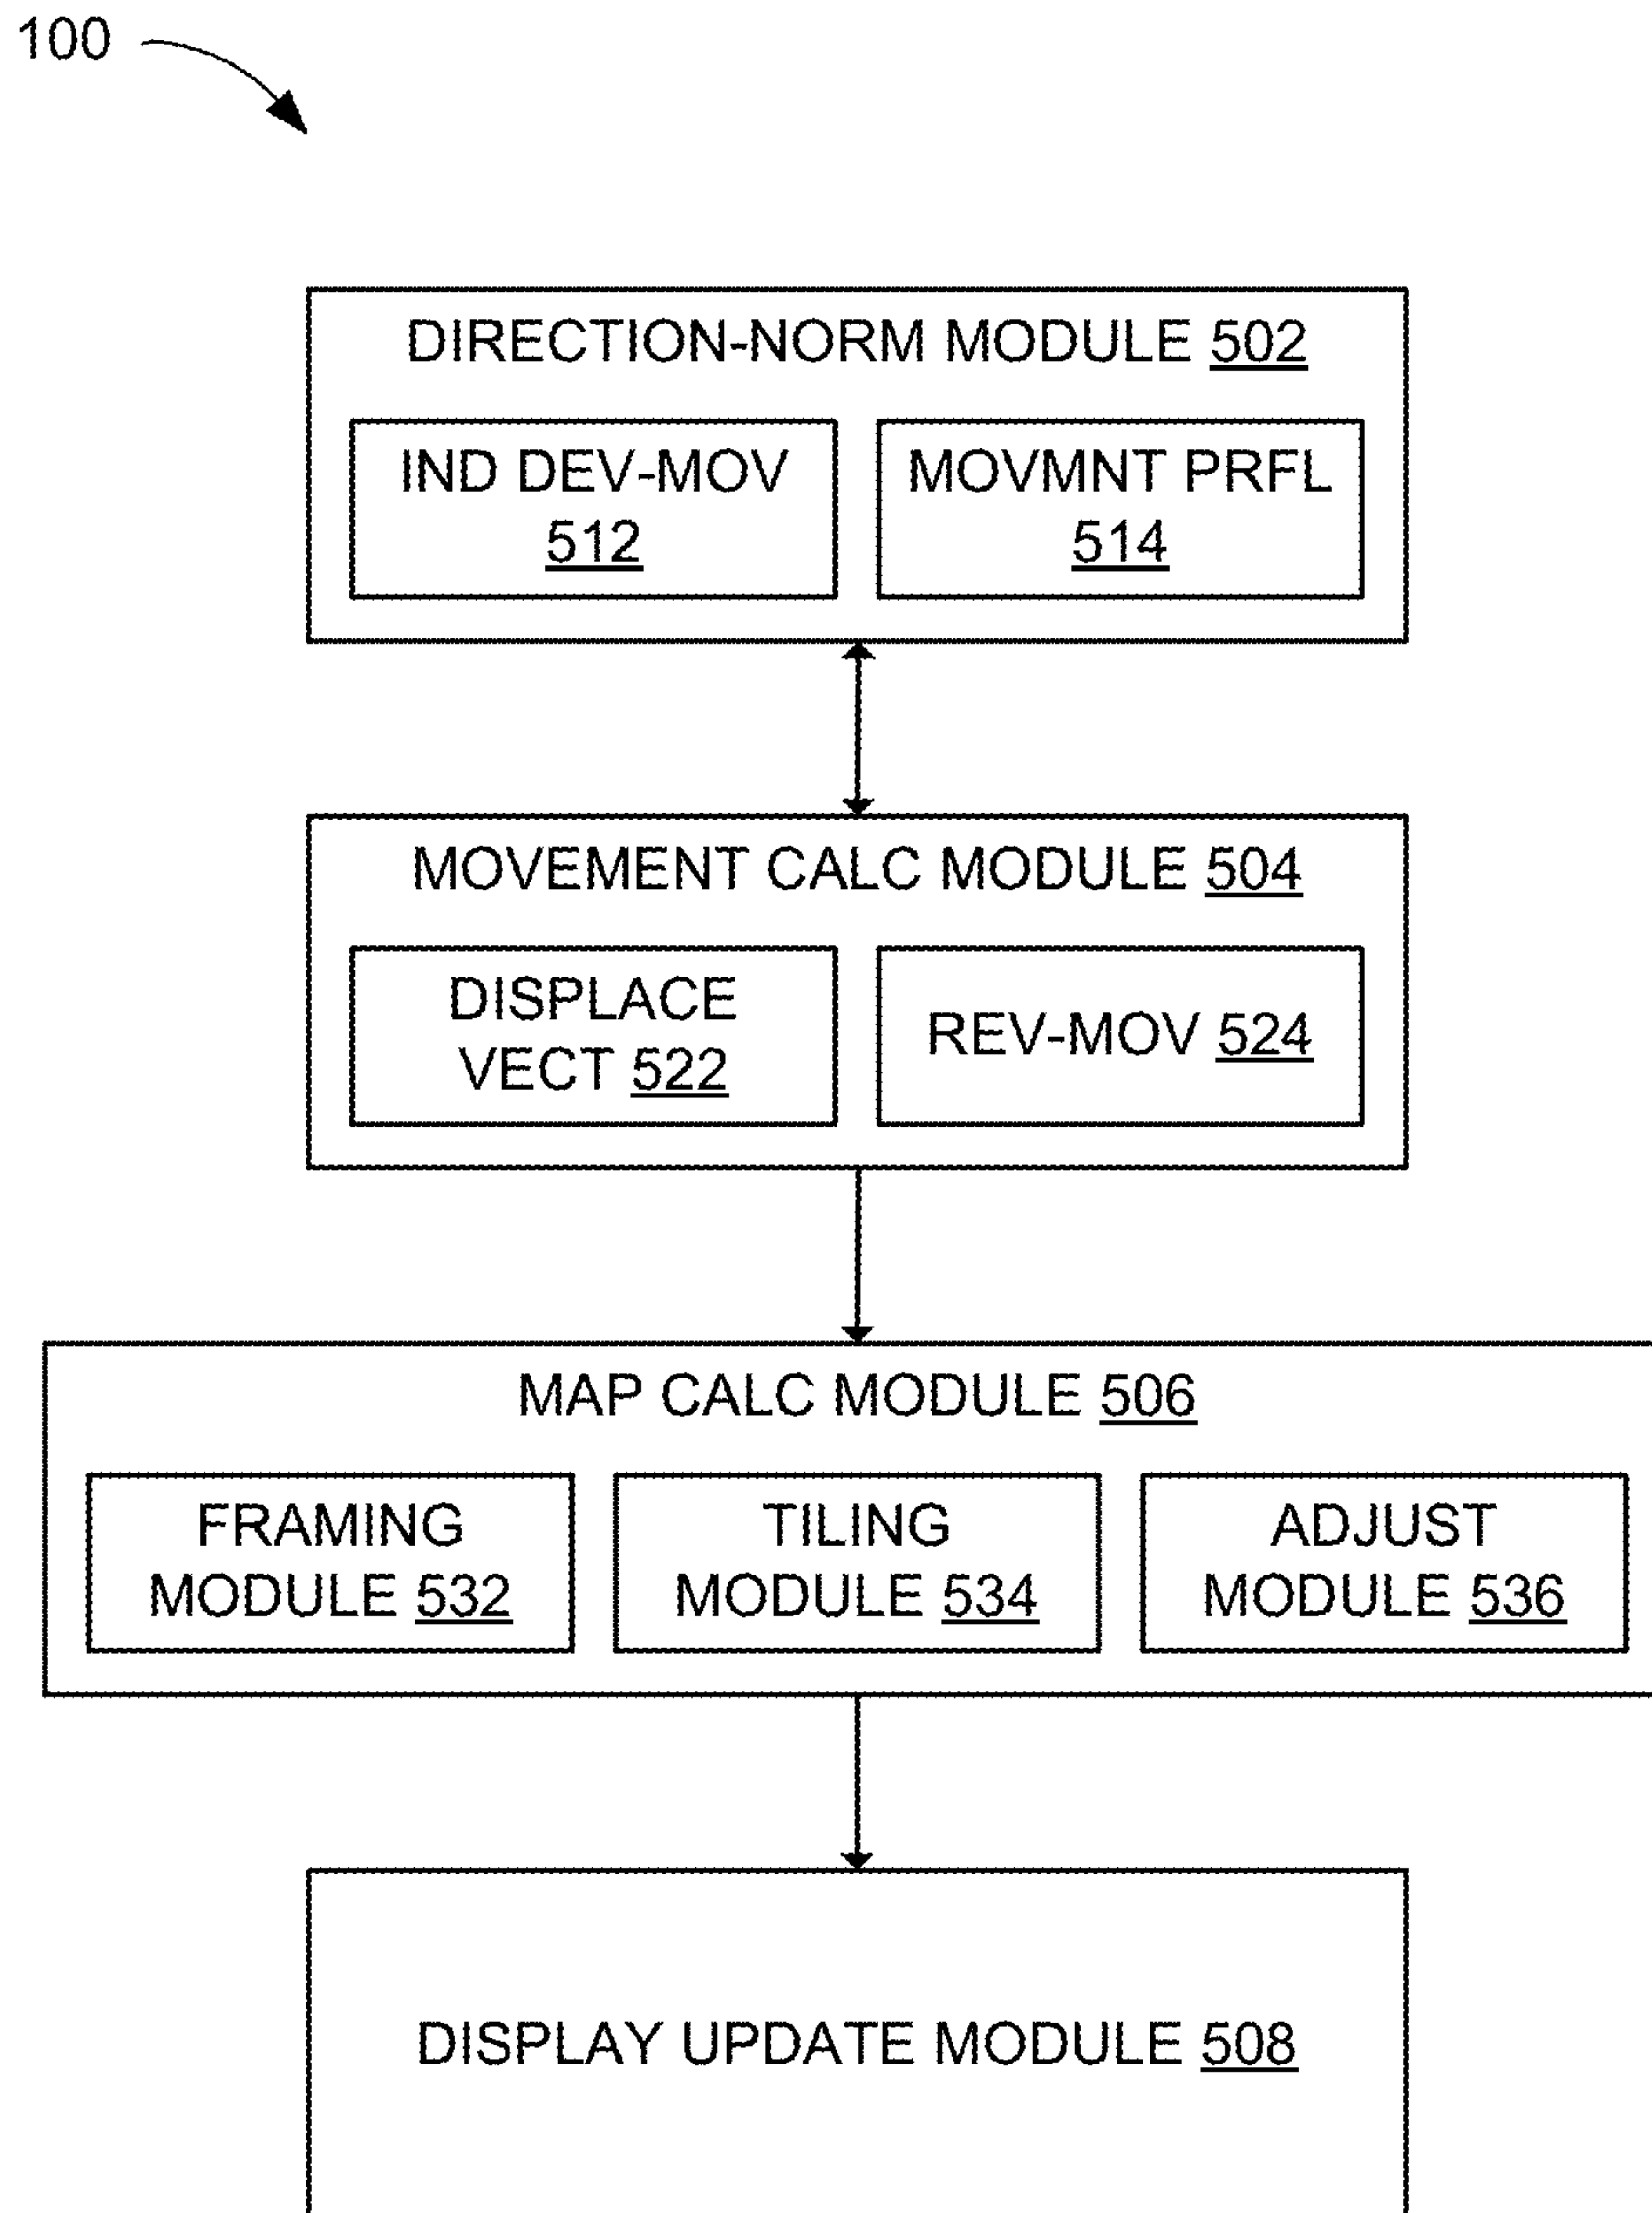 100
DIRECTION-NORM MODULE 502
IND DEV-MOV
512
MOVMNT PRFL
514
MOVEMENT CALC MODULE 504
DISPLACE
VECT 522
REV-MOV 524
MAP CALC MODULE 506
FRAMING
MODULE 532
TILING
MODULE 534
ADJUST
MODULE 536
DISPLAY UPDATE MODULE 508